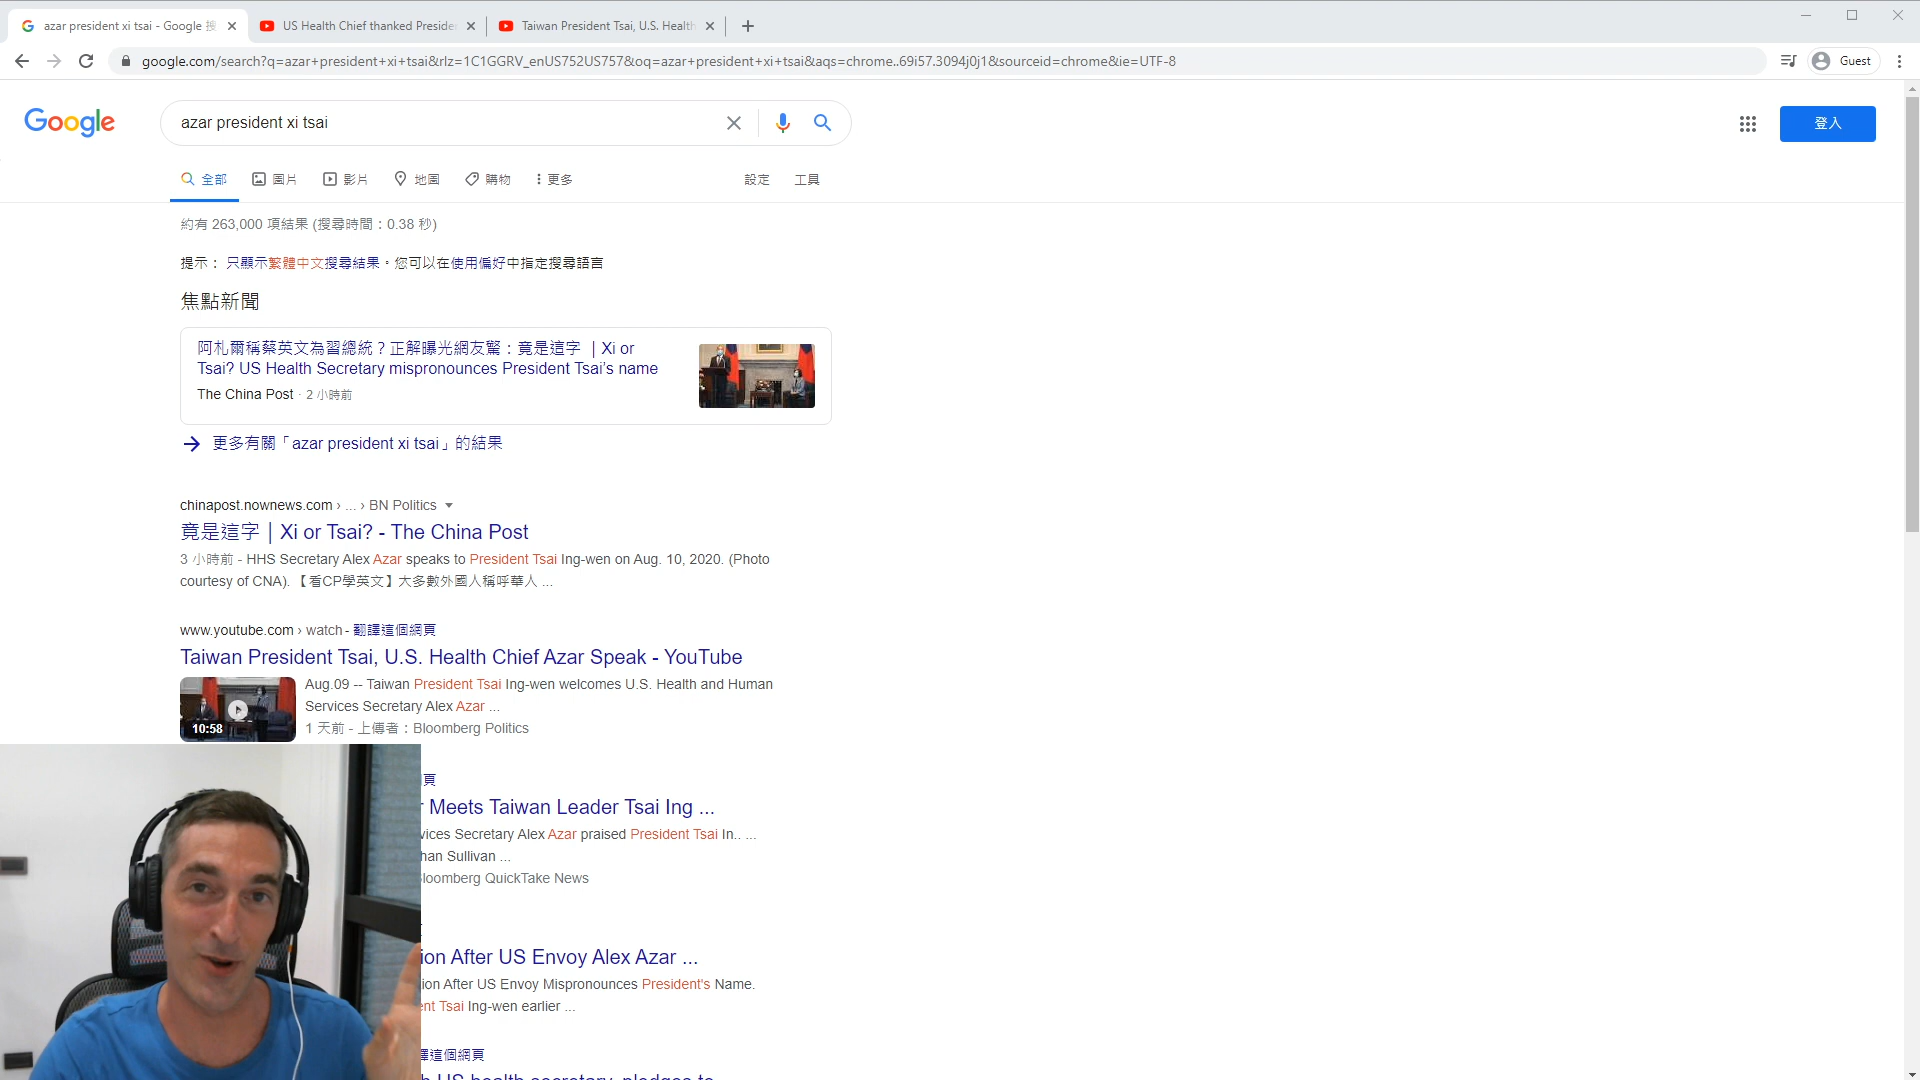 azar president xi tsai - Google 搜
US Health Chief thanked Preside
Taiwan President Tsai, U.S. Health
google.com/search?q=azar+president+xi+tsai&rlz=1C1GGRV_enUS752US757&oq=azar+president+xi+tsai&aqs=chrome..69i57.3094j0j1&sourceid=chrome&ie=UTF-8
Guest
Google
azar president xi tsai
登入
全部 圖片 影片 地圖 購物 更多 設定 工具
約有 263,000 項結果 (搜尋時間：0.38 秒)
提示： 只顯示繁體中文搜尋結果。您可以在使用偏好中指定搜尋語言
焦點新聞
阿札爾稱蔡英文為習總統？正解曝光網友驚：竟是這字 ｜Xi or
Tsai? US Health Secretary mispronounces President Tsai’s name
The China Post · 2 小時前
更多有關「azar president xi tsai」的結果
chinapost.nownews.com › ... › BN Politics
竟是這字｜Xi or Tsai? - The China Post
3 小時前 - HHS Secretary Alex Azar speaks to President Tsai Ing-wen on Aug. 10, 2020. (Photo
courtesy of CNA). 【看CP學英文】大多數外國人稱呼華人 ...
www.youtube.com › watch - 翻譯這個網頁
Taiwan President Tsai, U.S. Health Chief Azar Speak - YouTube
Aug.09 -- Taiwan President Tsai Ing-wen welcomes U.S. Health and Human
Services Secretary Alex Azar ...
10:58
1 天前 - 上傳者：Bloomberg Politics
頁
r Meets Taiwan Leader Tsai Ing ...
vices Secretary Alex Azar praised President Tsai In.. ...
han Sullivan ...
loomberg QuickTake News
ion After US Envoy Alex Azar ...
ion After US Envoy Mispronounces President's Name.
ent Tsai Ing-wen earlier ...
譯這個網頁
h US health secretary, pledges to